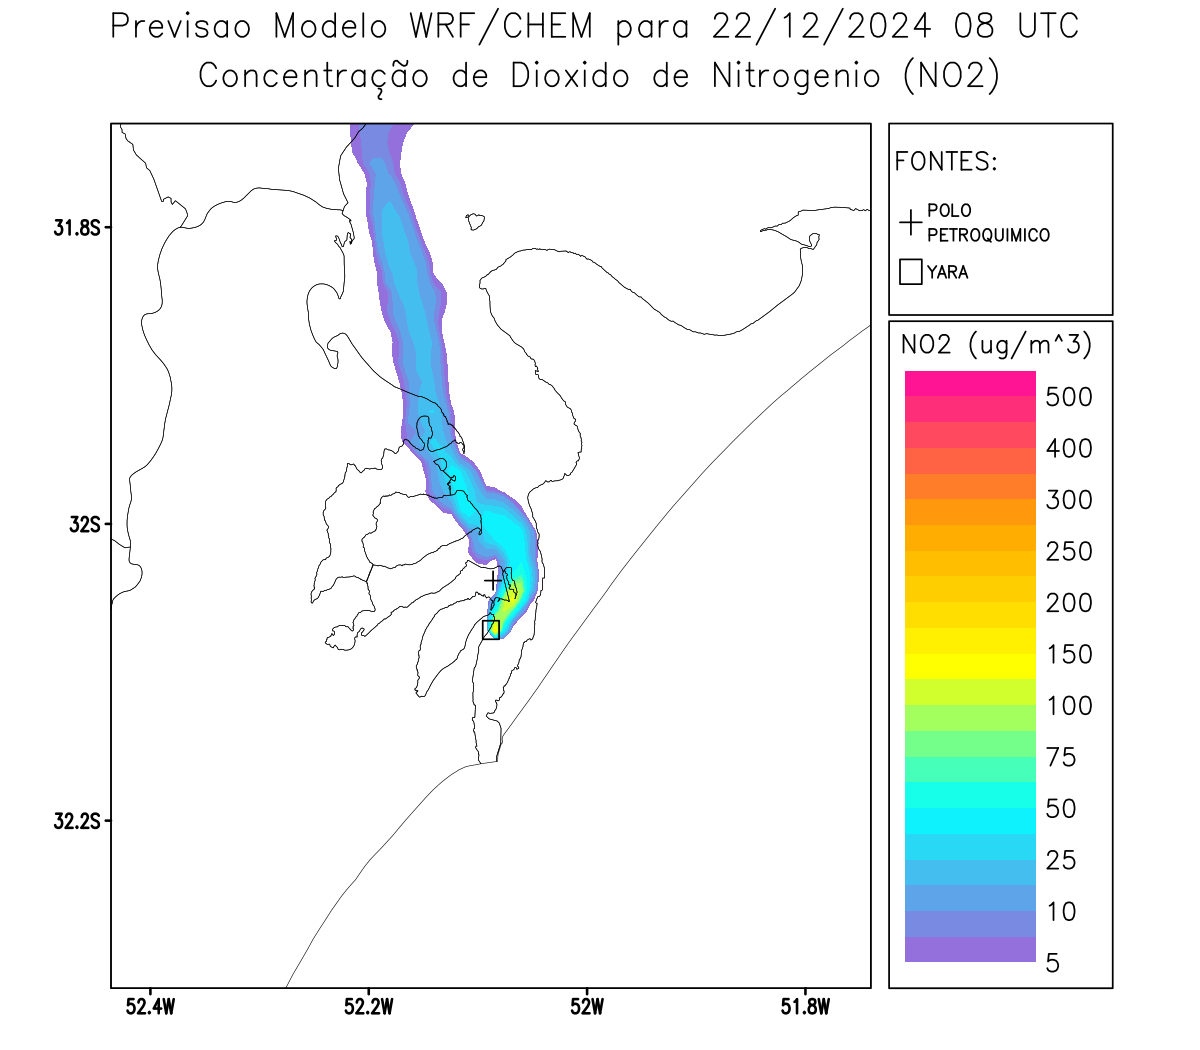 Previsao Modelo WRF/CHEM para 22/12/2024 08 UTC
Concentração de Dioxido de Nitrogenio (NO2)
FONTES:
POLO
PETROQUIMICO
YARA
31.8S
32S
32.2S
52.4W
52.2W
52W
51.8W
NO2 (ug/m^3)
500
400
300
250
200
150
100
75
50
25
10
5